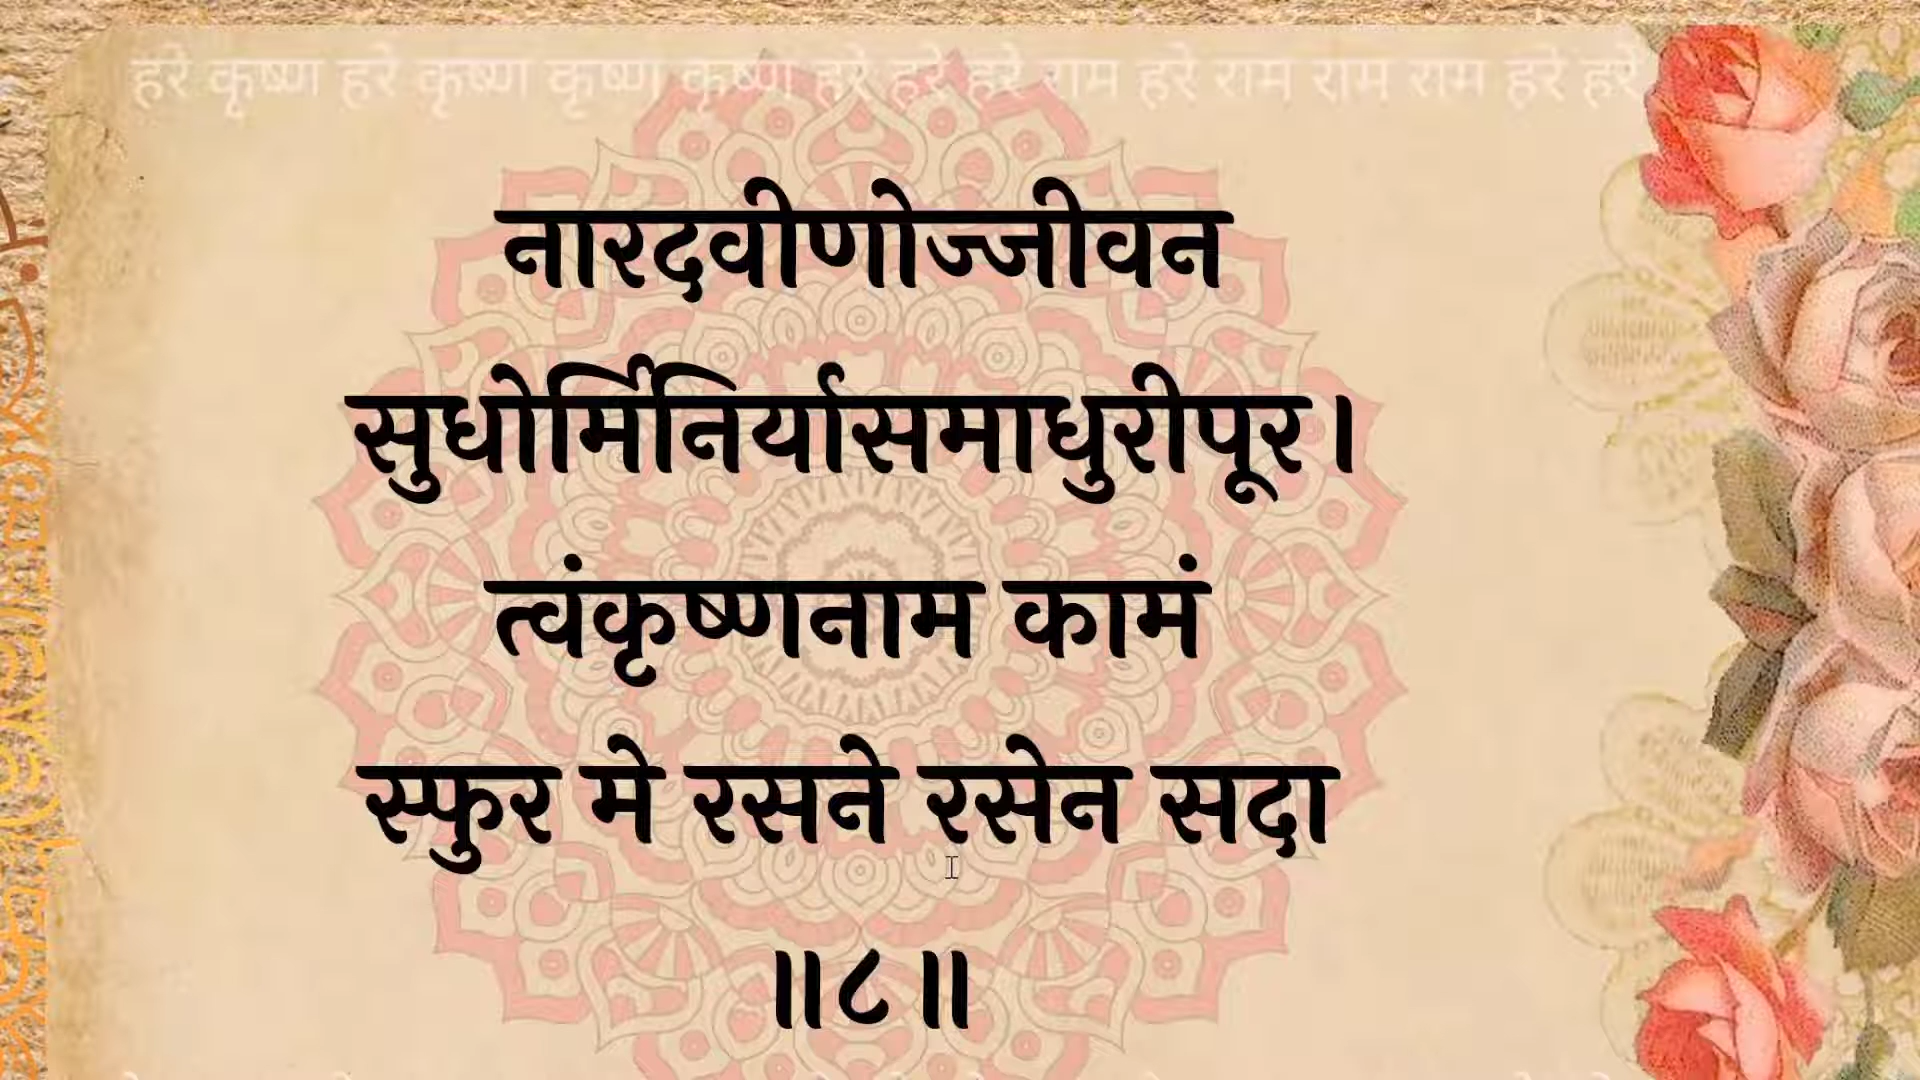 हरे कृष्ण हरे कृष्ण कृष्ण कृष्ण हरे हरे हरे राम हरे राम राम राम हरे हरे
नारदवीणोज्जीवन
सुधोर्मिनिर्यासमाधुरीपूर।
त्वंकृष्णनाम कामं
स्फुर मे रसने रसेन सदा
॥८॥